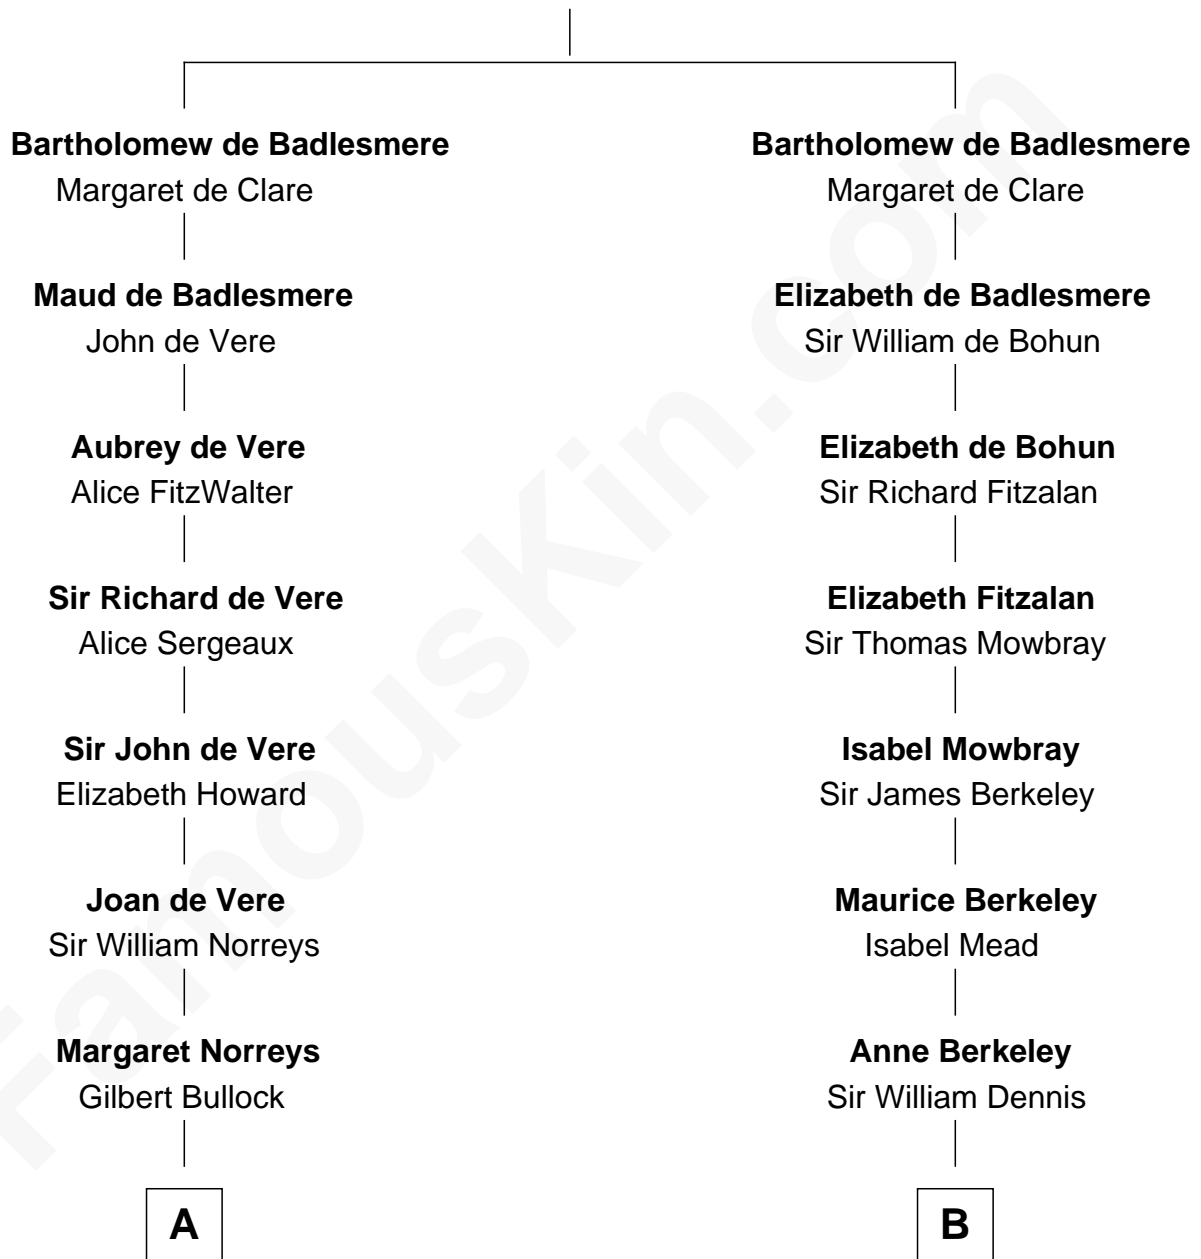 Bartholomew de Badlesmere
Margaret de Clare
Maud de Badlesmere
John de Vere
Aubrey de Vere
Alice FitzWalter
Sir Richard de Vere
Alice Sergeaux
Sir John de Vere
Elizabeth Howard
Joan de Vere
Sir William Norreys
Margaret Norreys
Gilbert Bullock
A
Bartholomew de Badlesmere
Margaret de Clare
Elizabeth de Badlesmere
Sir William de Bohun
Elizabeth de Bohun
Sir Richard Fitzalan
Elizabeth Fitzalan
Sir Thomas Mowbray
Isabel Mowbray
Sir James Berkeley
Maurice Berkeley
Isabel Mead
Anne Berkeley
Sir William Dennis
B
FamousKin.com